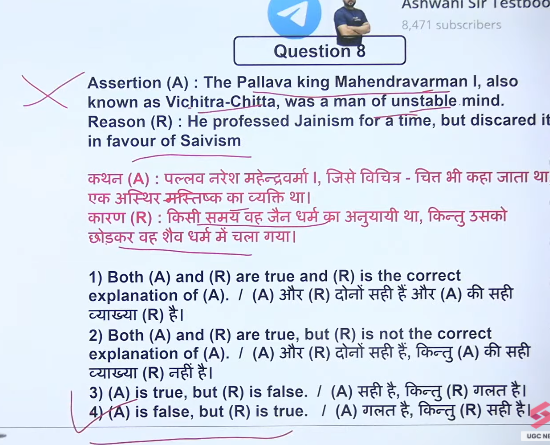 Ashwani Sir Testboo
8,471 subscribers
Question 8
Assertion (A) : The Pallava king Mahendravarman I, also
known as Vichitra-Chitta, was a man of unstable mind.
Reason (R) : He professed Jainism for a time, but discared it
in favour of Saivism
कथन (A) : पल्लव नरेश महेन्द्रवर्मा I, जिसे विचित्र - चित्त भी कहा जाता था
एक अस्थिर मस्तिष्क का व्यक्ति था।
कारण (R) : किसी समय वह जैन धर्म का अनुयायी था, किन्तु उसको
छोड़कर वह शैव धर्म में चला गया।
1) Both (A) and (R) are true and (R) is the correct
explanation of (A). / (A) और (R) दोनों सही हैं और (A) की सही
व्याख्या (R) है।
2) Both (A) and (R) are true, but (R) is not the correct
explanation of (A). / (A) और (R) दोनों सही हैं, किन्तु (A) की सही
व्याख्या (R) नहीं है।
3) (A) is true, but (R) is false. / (A) सही है, किन्तु (R) गलत है।
4) (A) is false, but (R) is true. / (A) गलत है, किन्तु (R) सही है।
UGC NE